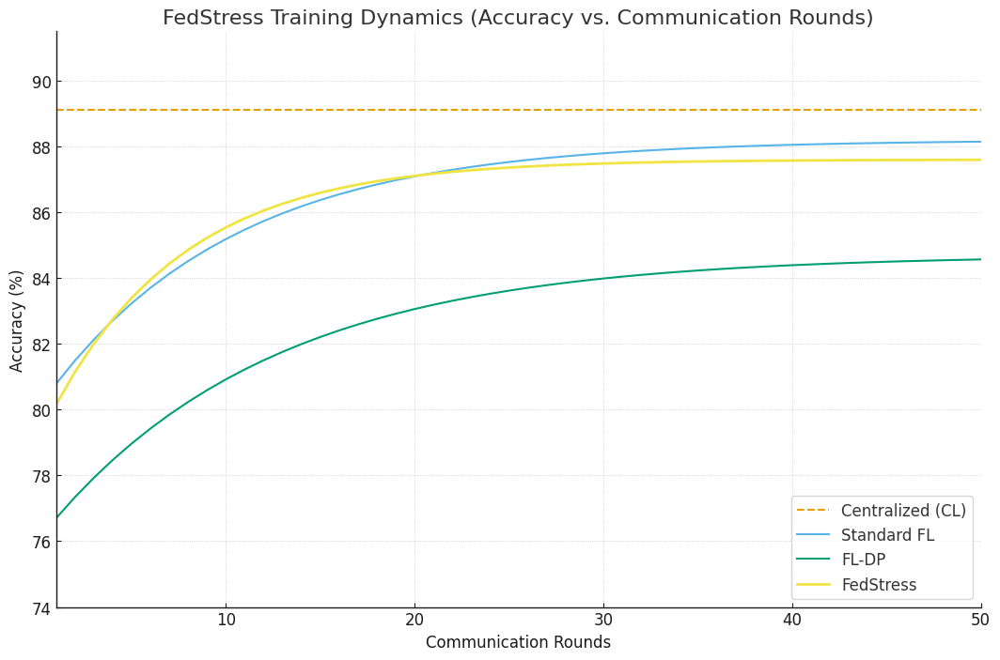 FedStress Training Dynamics (Accuracy vs. Communication Rounds)
Accuracy (%)
90
88
86
84
82
80
78
76
74
10
20
30
40
50
Communication Rounds
Centralized (CL)
Standard FL
FL-DP
FedStress